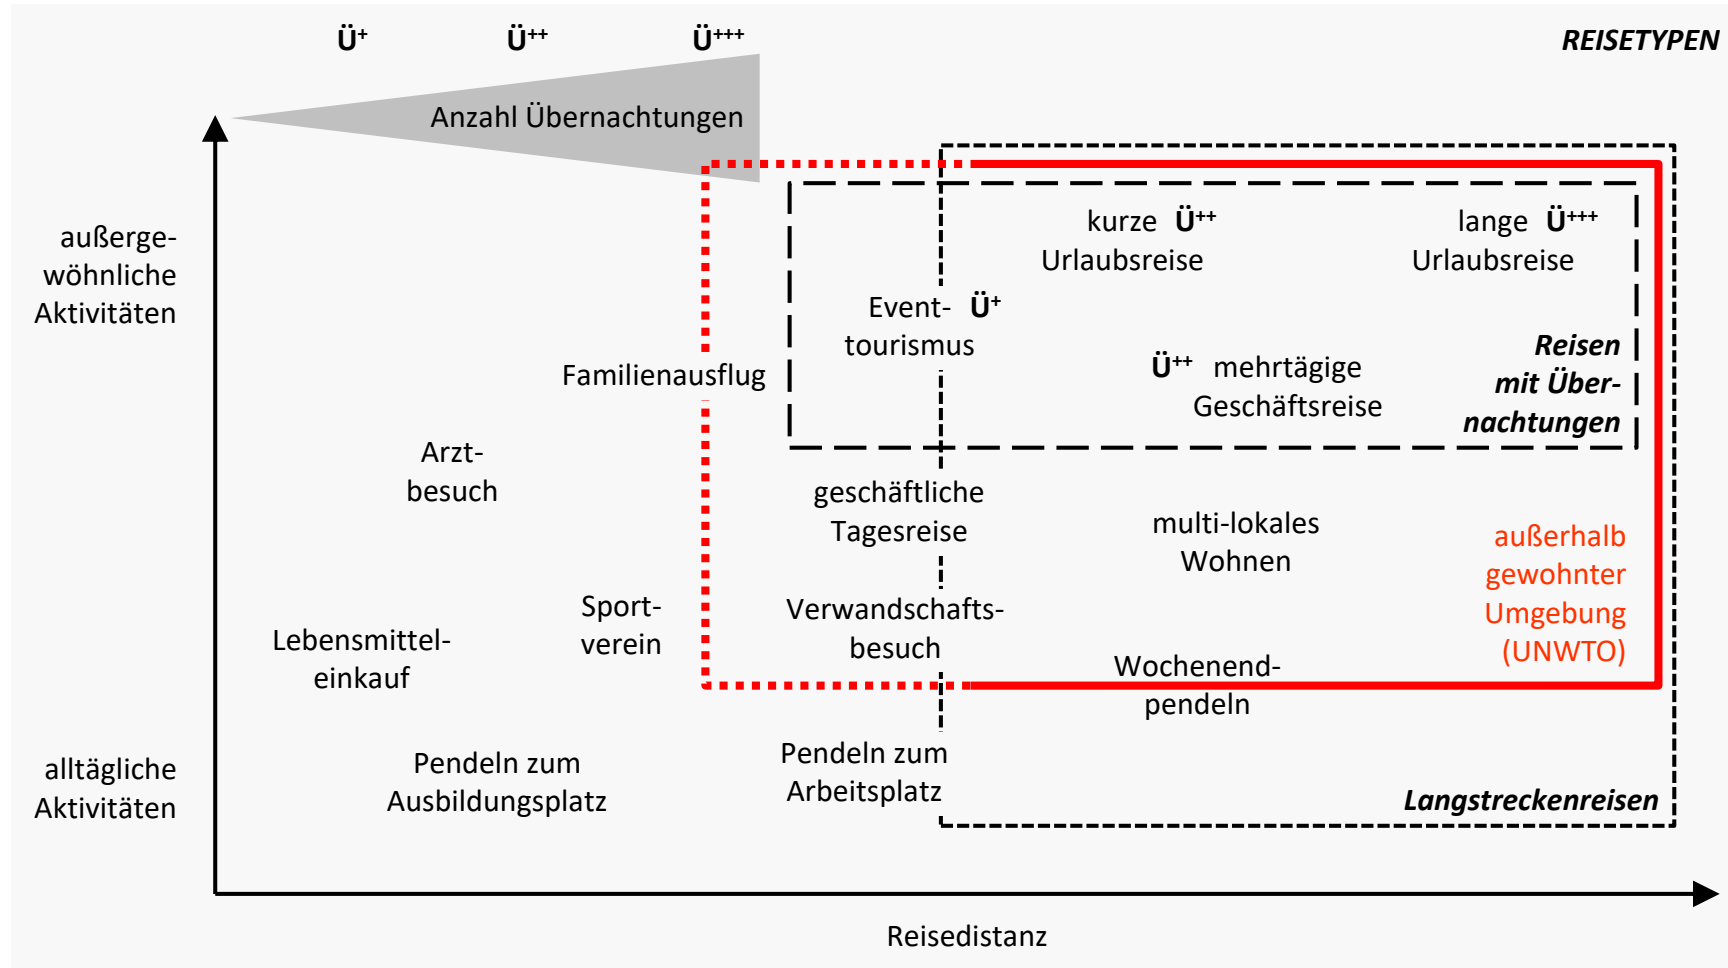 Ü+ Ü++ Ü+++
REISETYPEN
Anzahl Übernachtungen
außerge-
wöhnliche
Aktivitäten
kurze Ü++
Urlaubsreise
lange Ü+++
Urlaubsreise
Event- Ü+
tourismus
Familienausflug
Ü++ mehrtägige
Geschäftsreise
Reisen
mit Über-
nachtungen
Arzt-
besuch
geschäftliche
Tagesreise
multi-lokales
Wohnen
außerhalb
gewohnter
Umgebung
(UNWTO)
Sport-
verein
Verwandschafts-
besuch
Lebensmittel-
einkauf
Wochenend-
pendeln
alltägliche
Aktivitäten
Pendeln zum
Ausbildungsplatz
Pendeln zum
Arbeitsplatz
Langstreckenreisen
Reisedistanz